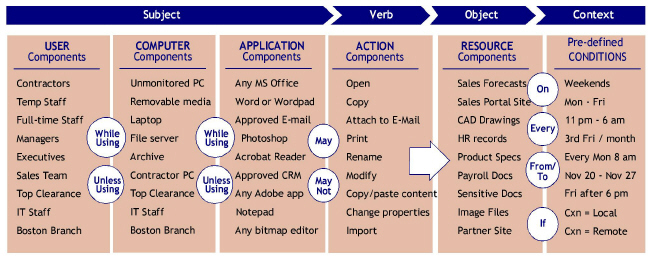 Subject
Verb
Object
Context
USER
Components
Contractors
Temp Staff
Full-time Staff
Managers
Executives
Sales Team
Top Clearance
IT Staff
Boston Branch
While
Using
Unless
Using
COMPUTER
Components
Unmonitored PC
Removable media
Laptop
File server
Archive
Contractor PC
Top Clearance
IT Staff
Boston Branch
While
Using
Unless
Using
APPLICATION
Components
Any MS Office
Word or Wordpad
Approved E-mail
Photoshop
Acrobat Reader
Approved CRM
Any Adobe app
Notepad
Any bitmap editor
May
May
Not
ACTION
Components
Open
Copy
Attach to E-Mail
Print
Rename
Modify
Copy/paste content
Change properties
Import
RESOURCE
Components
Sales Forecasts
Sales Portal Site
CAD Drawings
HR records
Product Specs
Payroll Docs
Sensitive Docs
Image Files
Partner Site
On
Every
From/
To
If
Pre-defined
CONDITIONS
Weekends
Mon - Fri
11 pm - 6 am
3rd Fri / month
Every Mon 8 am
Nov 20 - Nov 27
Fri after 6 pm
Cxn = Local
Cxn = Remote